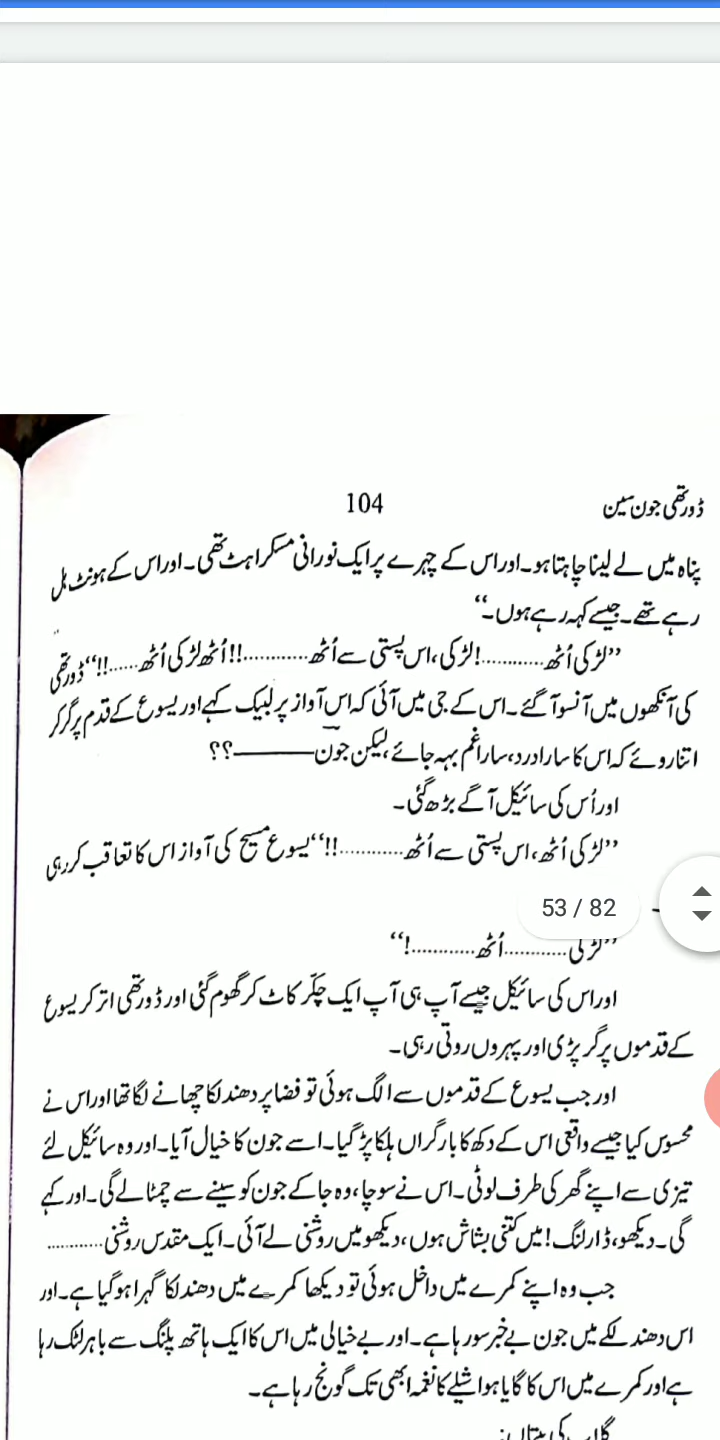 ڈورتھی جون سین
104
پناہ میں لے لینا چاہتا ہو۔ اور اس کے چہرے پر ایک نورانی مسکراہٹ تھی۔ اور اس کے ہونٹ ہل
رہے تھے۔ جیسے کہہ رہے ہوں۔“
”لڑکی اُٹھ............! لڑکی، اس پستی سے اُٹھ............!! اُٹھ لڑکی اُٹھ......!!“ ڈورتھی
کی آنکھوں میں آنسو آ گئے۔ اس کے جی میں آئی کہ اس آواز پر لبیک کہے اور یسوع کے قدم پر گر کر
اتنا روئے کہ اس کا سارا درد، سارا غم بہہ جائے، لیکن جون————؟؟
اور اُس کی سائیکل آگے بڑھ گئی۔
”لڑکی اُٹھ، اس پستی سے اُٹھ............!!“ یسوع مسیح کی آواز اس کا تعاقب کر رہی
53 / 82
”لڑکی............اُٹھ............!“
اور اس کی سائیکل جیسے آپ ہی آپ ایک چکّر کاٹ کر گھوم گئی اور ڈورتھی اتر کر یسوع
کے قدموں پر گر پڑی اور پہروں روتی رہی۔
اور جب یسوع کے قدموں سے الگ ہوئی تو فضا پر دھندلکا چھانے لگا تھا اور اس نے
محسوس کیا جیسے واقعی اس کے دکھ کا بار گراں ہلکا پڑ گیا۔ اسے جون کا خیال آیا۔ اور وہ سائیکل لئے
تیزی سے اپنے گھر کی طرف لوٹی۔ اس نے سوچا، وہ جا کے جون کو سینے سے چمٹا لے گی۔ اور کہے
گی۔ دیکھو، ڈارلنگ! میں کتنی بشاش ہوں، دیکھو میں روشنی لے آئی۔ ایک مقدس روشنی............
جب وہ اپنے کمرے میں داخل ہوئی تو دیکھا کمرے میں دھندلکا گہرا ہو گیا ہے۔ اور
اس دھندلکے میں جون بے خبر سو رہا ہے۔ اور بے خیالی میں اس کا ایک ہاتھ پلنگ سے باہر لٹک رہا
ہے اور کمرے میں اس کا گایا ہوا شیلے کا نغمہ ابھی تک گونج رہا ہے۔